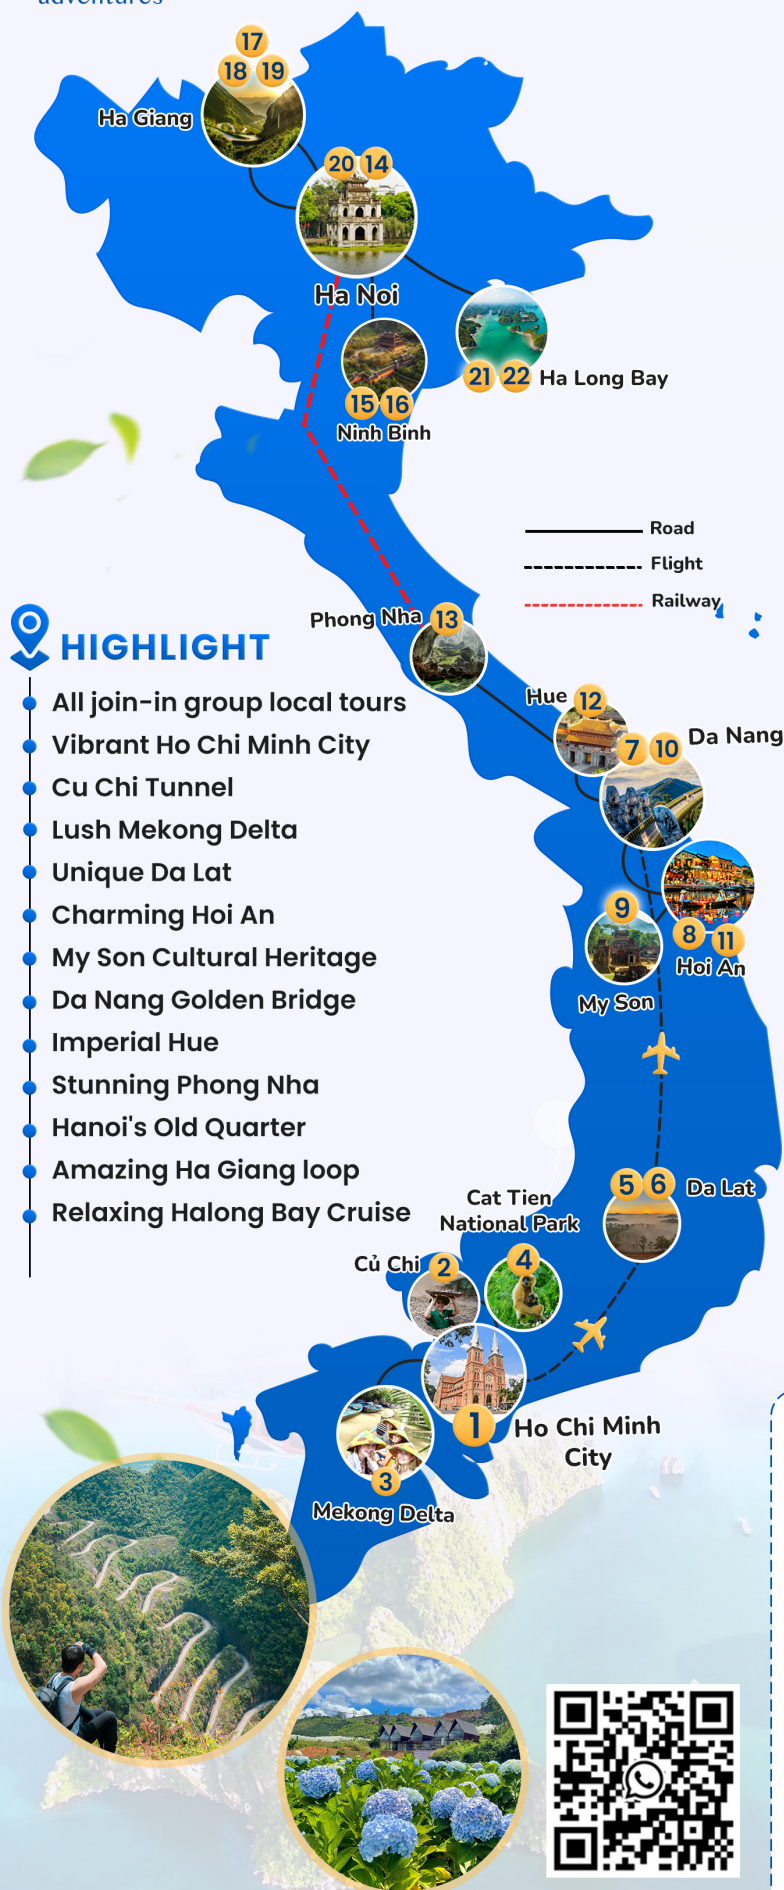 adventures
17
18 19
Ha Giang
20 14
Ha Noi
21 22 Ha Long Bay
15 16
Ninh Binh
Road
Flight
Railway
Phong Nha 13
HIGHLIGHT
All join-in group local tours
Vibrant Ho Chi Minh City
Cu Chi Tunnel
Lush Mekong Delta
Unique Da Lat
Charming Hoi An
My Son Cultural Heritage
Da Nang Golden Bridge
Imperial Hue
Stunning Phong Nha
Hanoi's Old Quarter
Amazing Ha Giang loop
Relaxing Halong Bay Cruise
Hue 12
7 10 Da Nang
9
8 11
Hoi An
My Son
5 6 Da Lat
Cat Tien
National Park
4
Củ Chi 2
1
Ho Chi Minh
City
3
Mekong Delta